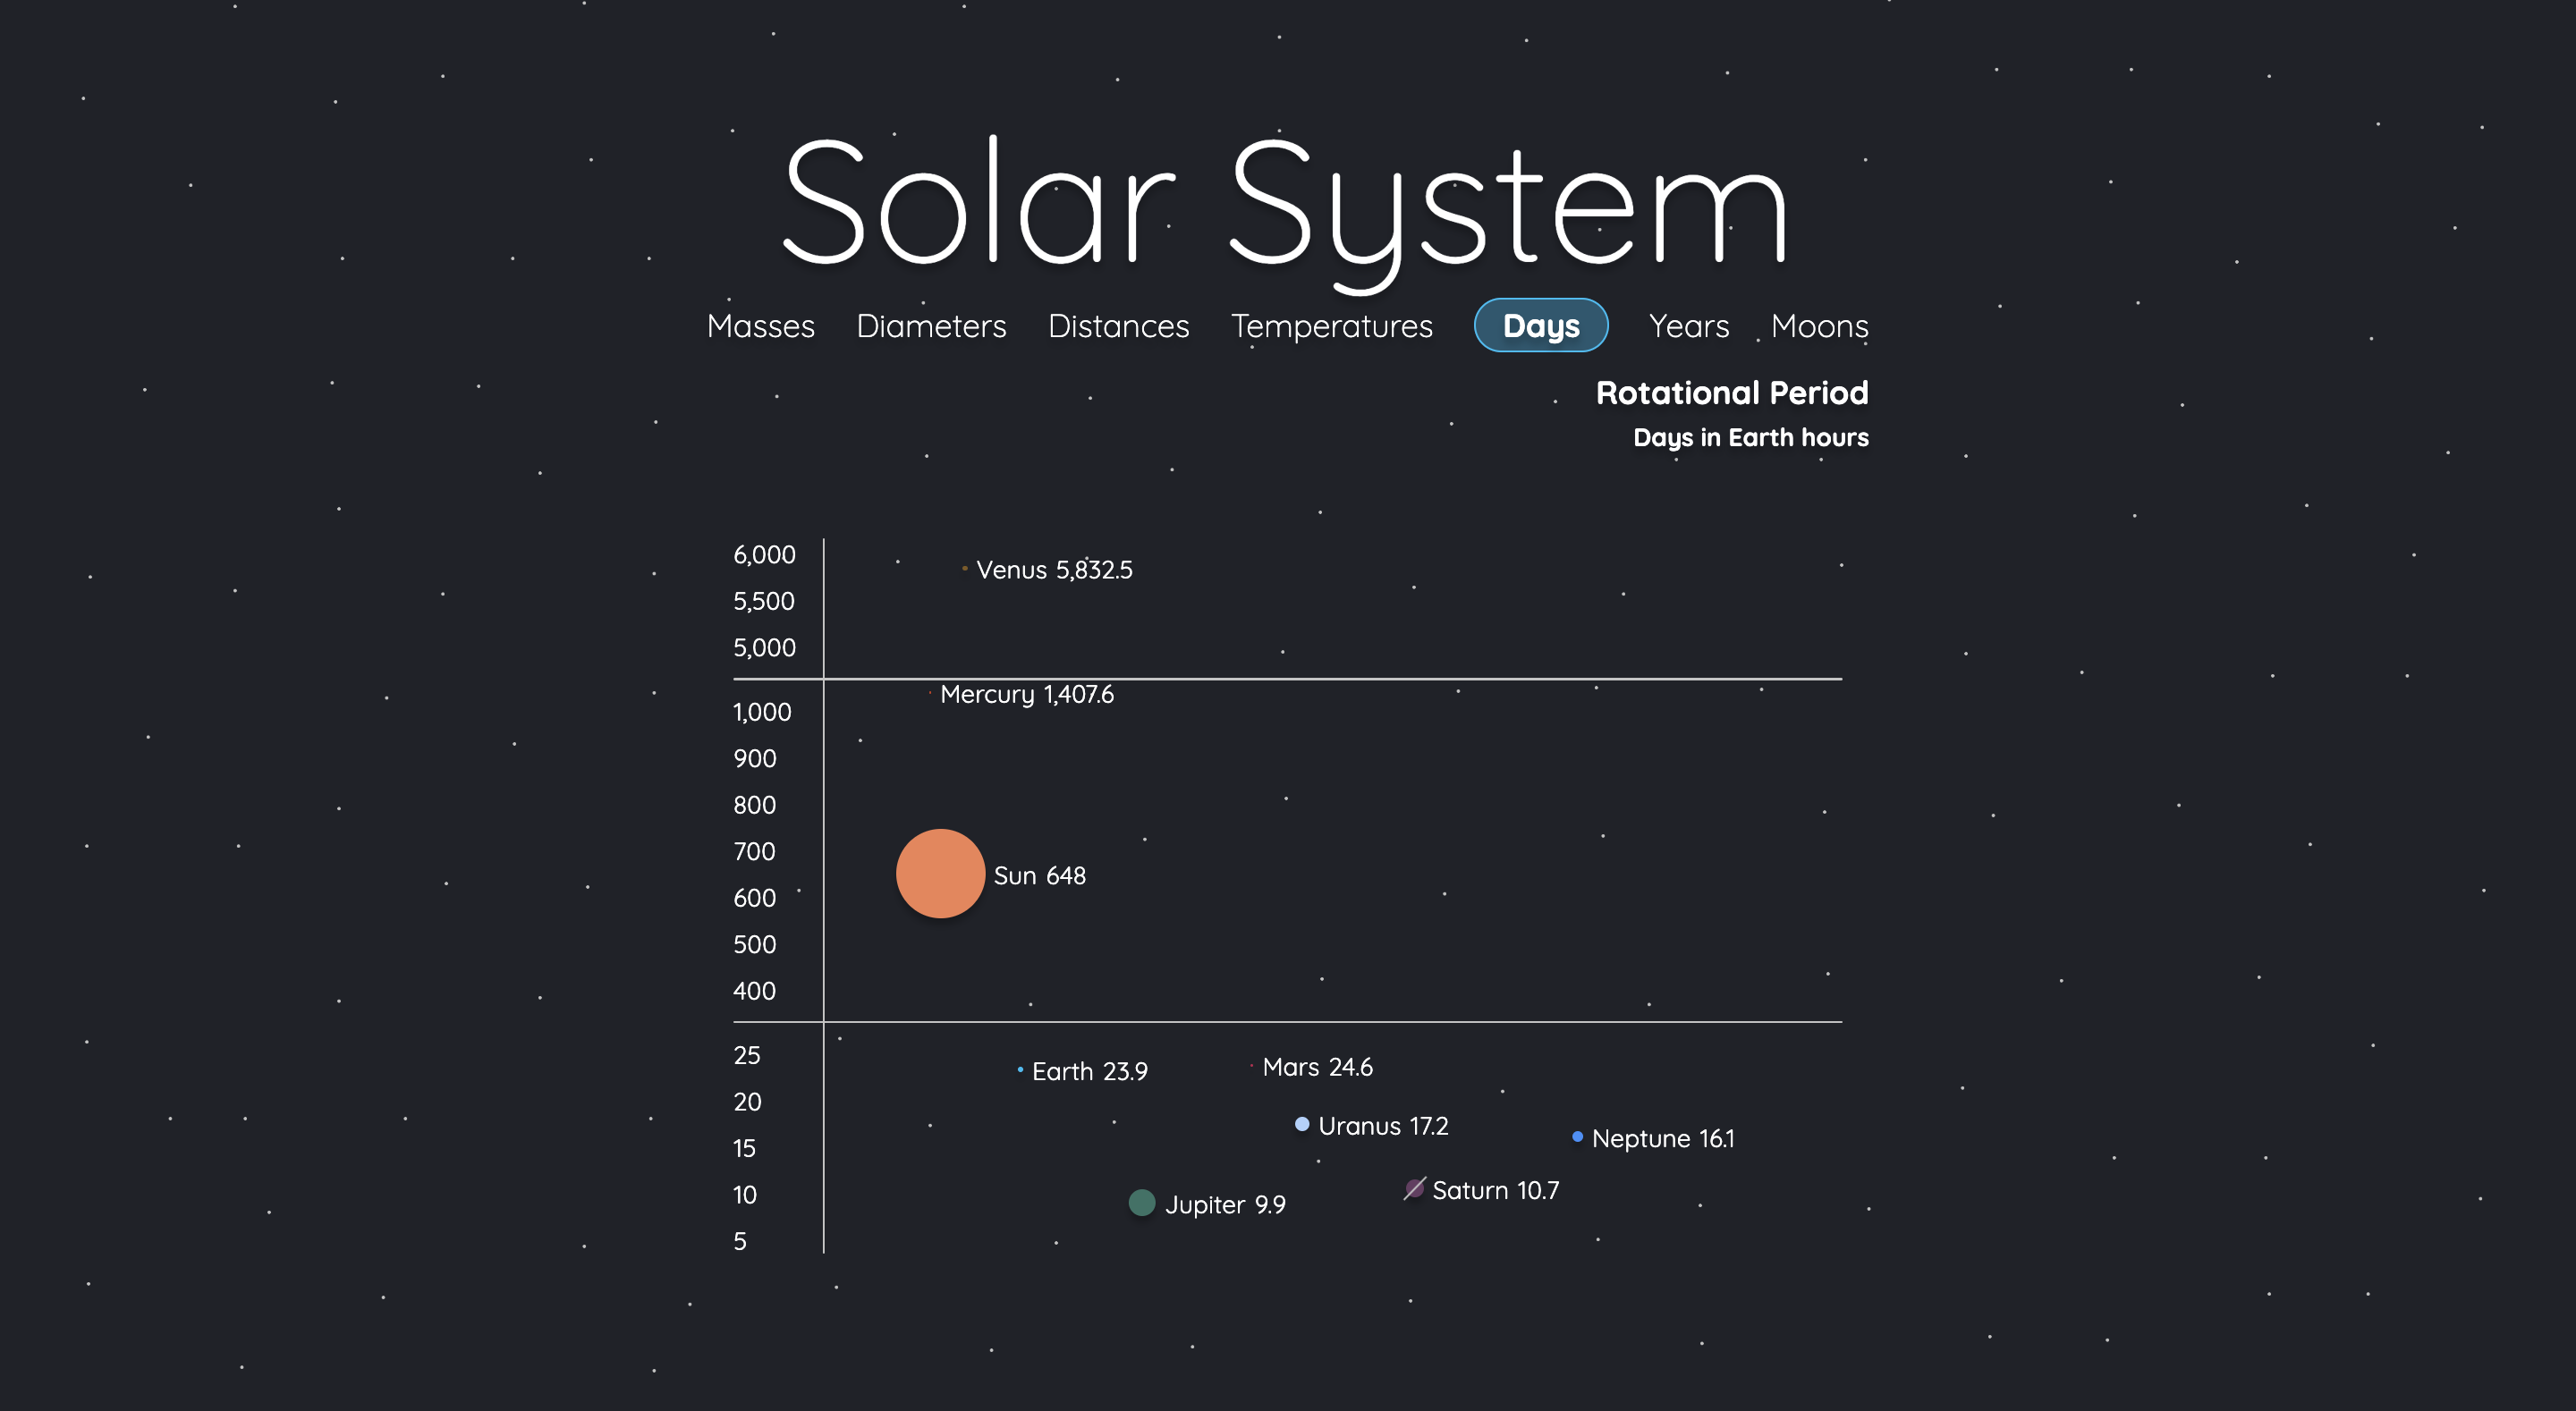 Solar System
Masses Diameters Distances Temperatures Days Years Moons
Rotational Period
Days in Earth hours
6,000
Venus 5,832.5
5,500
5,000
Mercury 1,407.6
1,000
900
800
700
Sun 648
600
500
400
25
Earth 23.9 Mars 24.6
20
Uranus 17.2
Neptune 16.1
15
Saturn 10.7
10
Jupiter 9.9
5